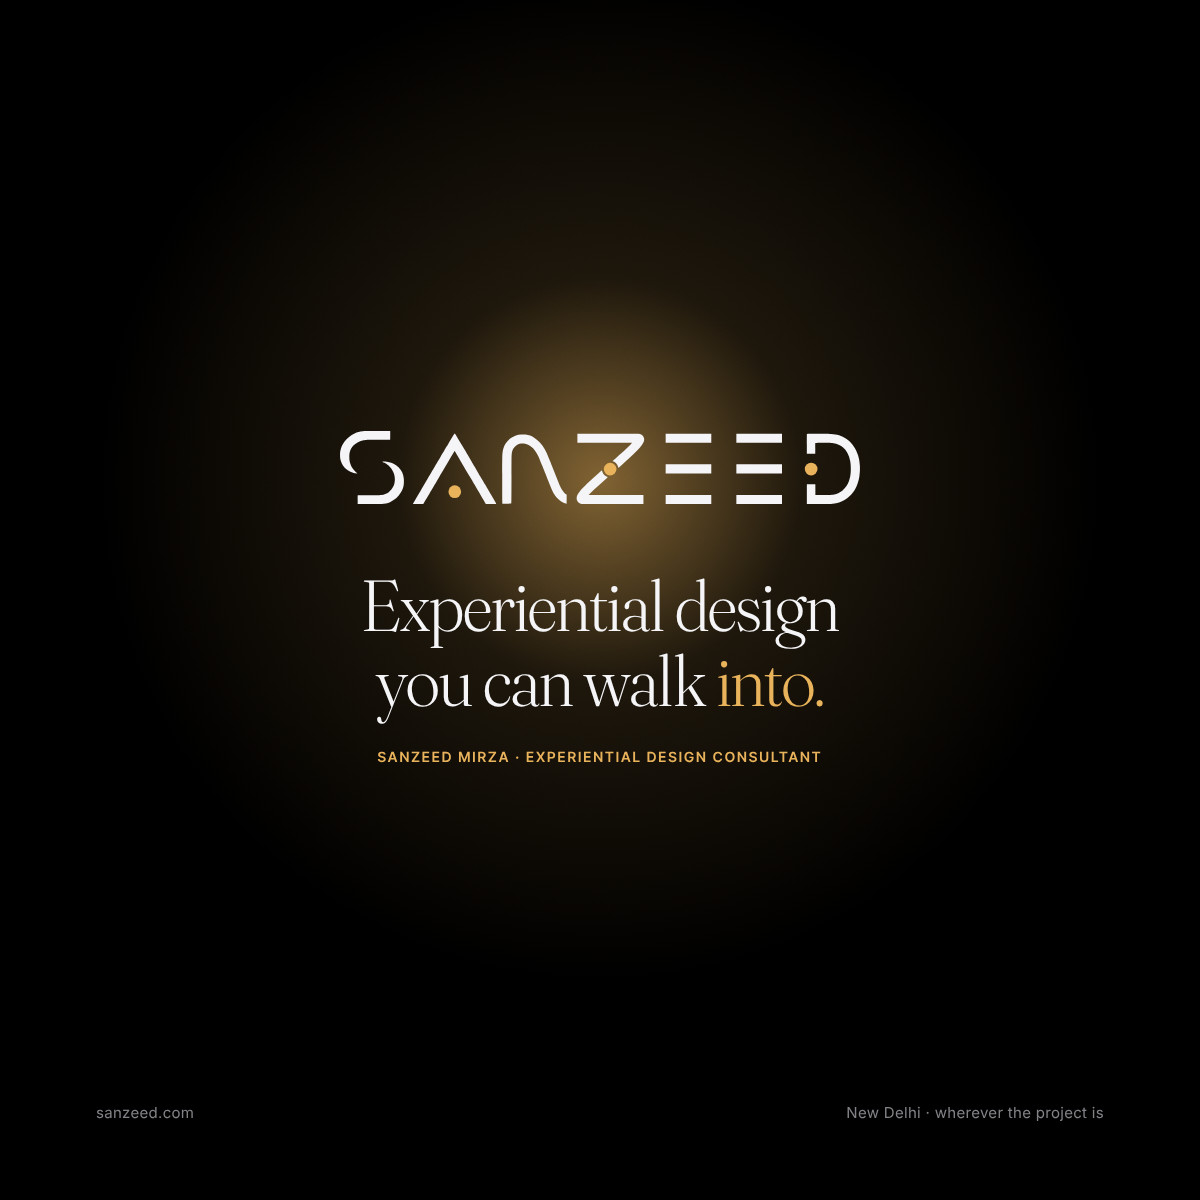 SANZEED
Experiential design
you can walk into.
SANZEED MIRZA · EXPERIENTIAL DESIGN CONSULTANT
sanzeed.com
New Delhi · wherever the project is